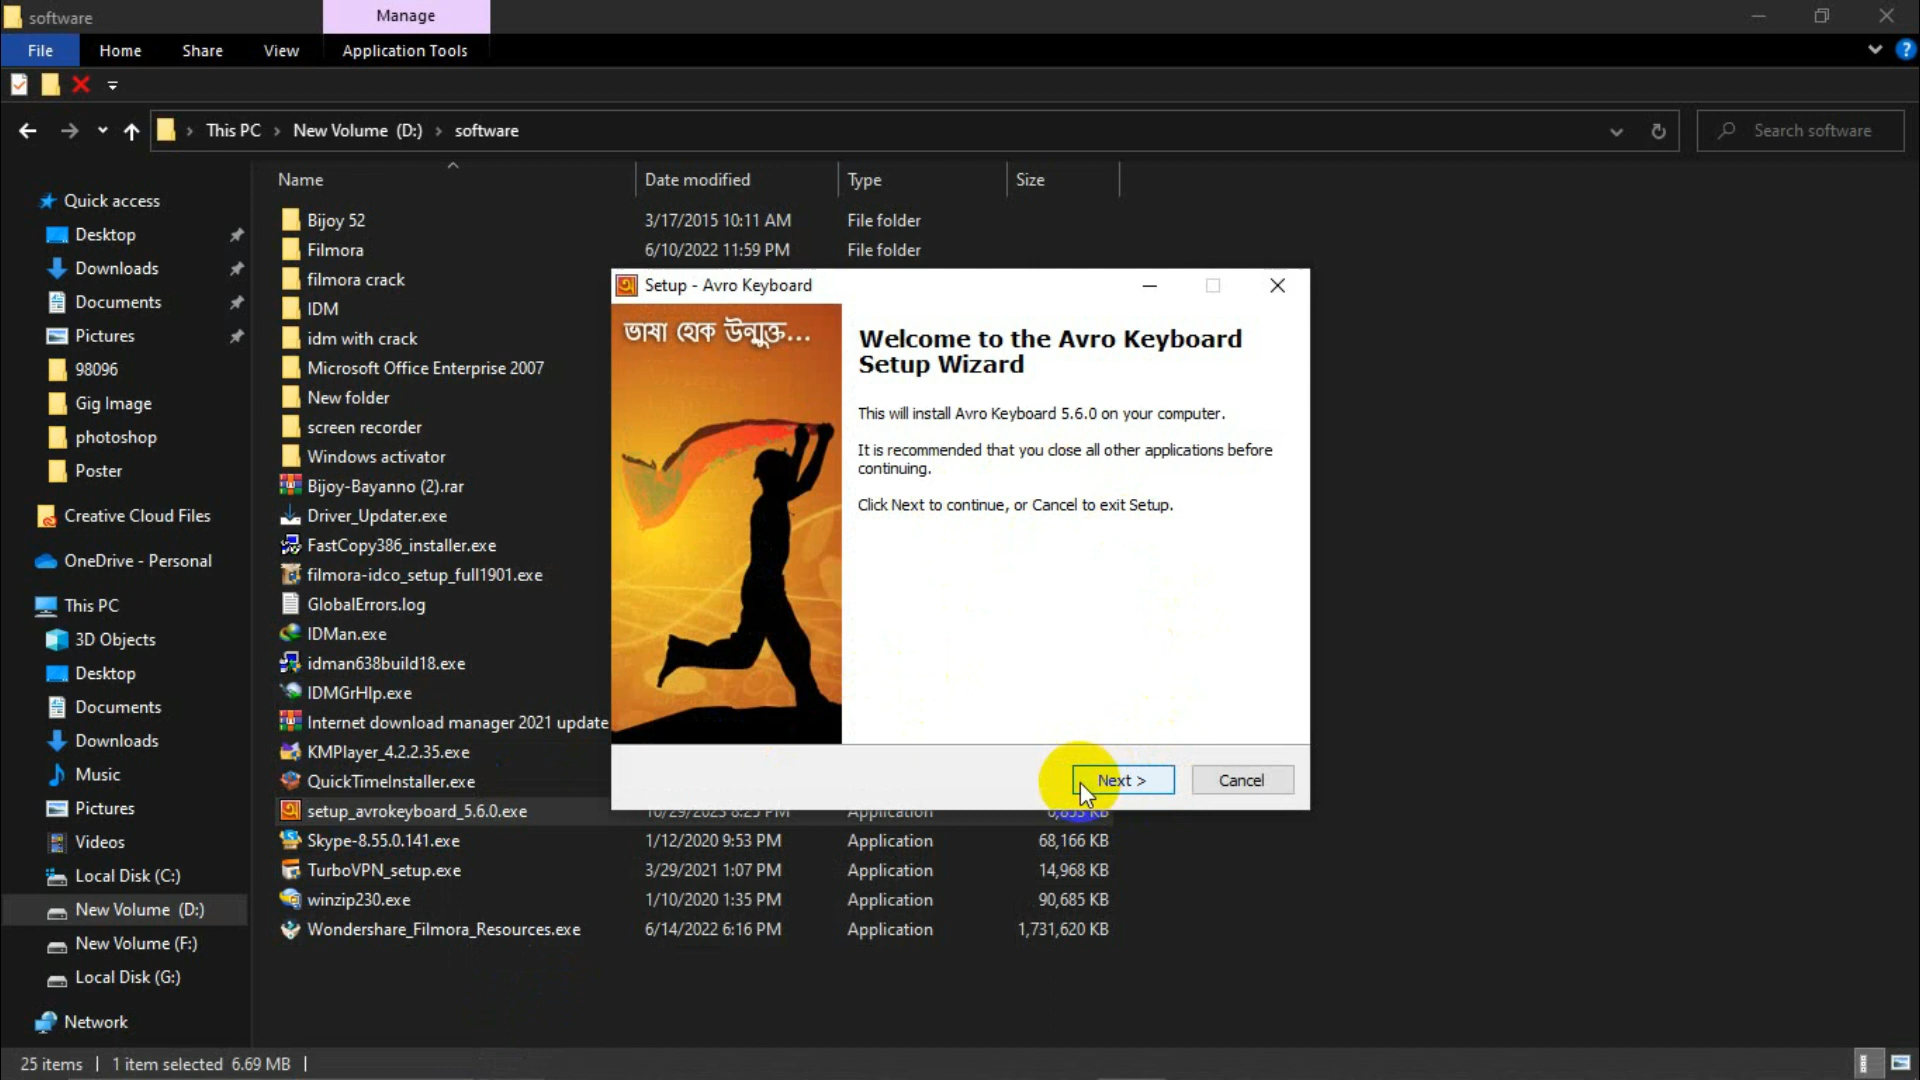 software
Manage
File
Home
Share
View
Application Tools
This PC
New Volume (D:)
software
Search software
Name
Date modified
Type
Size
Quick access
Desktop
Downloads
Documents
Pictures
98096
Gig Image
photoshop
Poster
Creative Cloud Files
OneDrive - Personal
This PC
3D Objects
Desktop
Documents
Downloads
Music
Pictures
Videos
Local Disk (C:)
New Volume (D:)
New Volume (F:)
Local Disk (G:)
Network
Bijoy 52 3/17/2015 10:11 AM File folder
Filmora 6/10/2022 11:59 PM File folder
filmora crack
IDM
idm with crack
Microsoft Office Enterprise 2007
New folder
screen recorder
Windows activator
Bijoy-Bayanno (2).rar
Driver_Updater.exe
FastCopy386_installer.exe
filmora-idco_setup_full1901.exe
GlobalErrors.log
IDMan.exe
idman638build18.exe
IDMGrHlp.exe
Internet download manager 2021 update
KMPlayer_4.2.2.35.exe
QuickTimeInstaller.exe
setup_avrokeyboard_5.6.0.exe 10/29/2023 8:25 PM Application
Skype-8.55.0.141.exe 1/12/2020 9:53 PM Application 68,166 KB
TurboVPN_setup.exe 3/29/2021 1:07 PM Application 14,968 KB
winzip230.exe 1/10/2020 1:35 PM Application 90,685 KB
Wondershare_Filmora_Resources.exe 6/14/2022 6:16 PM Application 1,731,620 KB
Setup - Avro Keyboard
ভাষা হোক উন্মুক্ত...
Welcome to the Avro Keyboard
Setup Wizard
This will install Avro Keyboard 5.6.0 on your computer.
It is recommended that you close all other applications before
continuing.
Click Next to continue, or Cancel to exit Setup.
Next >
Cancel
25 items
1 item selected 6.69 MB